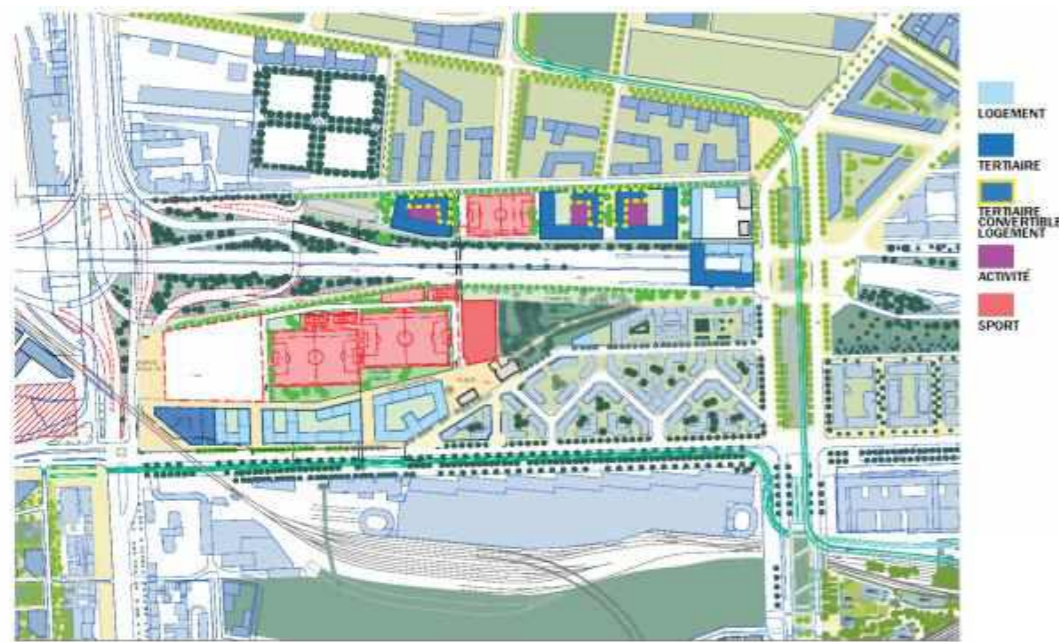 LOGEMENT
TERTIAIRE
TERTIAIRE
CONVERTIBLE
LOGEMENT
ACTIVITÉ
SPORT